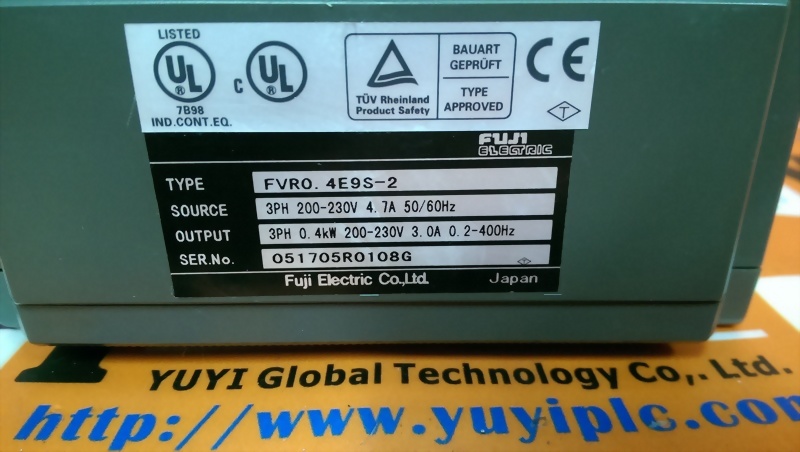 LISTED
UL
C UL
7B98
IND.CONT.EQ.
TÜV Rheinland
Product Safety
BAUART
GEPRÜFT
TYPE
APPROVED
CE
T
FUJI
ELECTRIC
TYPE FVR0.4E9S-2
SOURCE 3PH 200-230V 4.7A 50/60Hz
OUTPUT 3PH 0.4kW 200-230V 3.0A 0.2-400Hz
SER.No. 051705R0108G
Fuji Electric Co.,Ltd. Japan
YUYI Global Technology Co,. Ltd.
http://www.yuyiplc.com